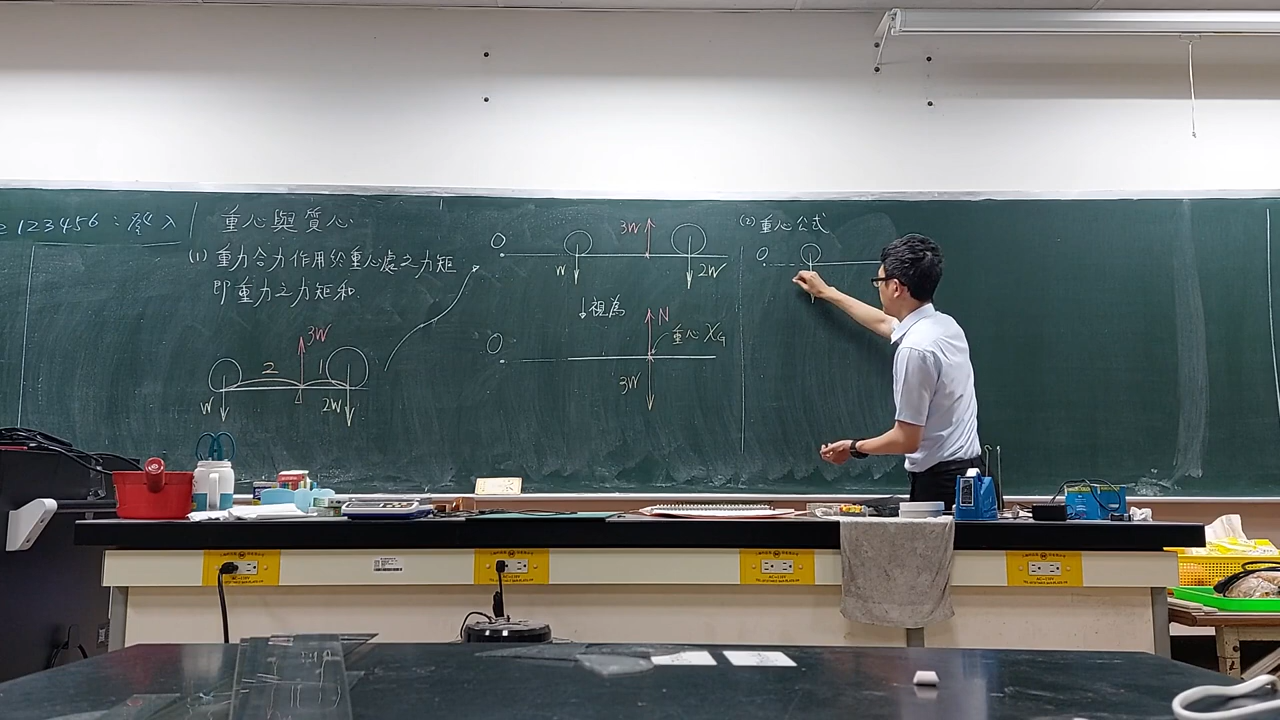 123456：登入
重心與質心
(1) 重力合力作用於重心處之力矩
即重力之力矩和
3W
2
1
W
2W
O
3W
W
2W
↓視為
N
重心 XG
O
3W
(2) 重心公式
O